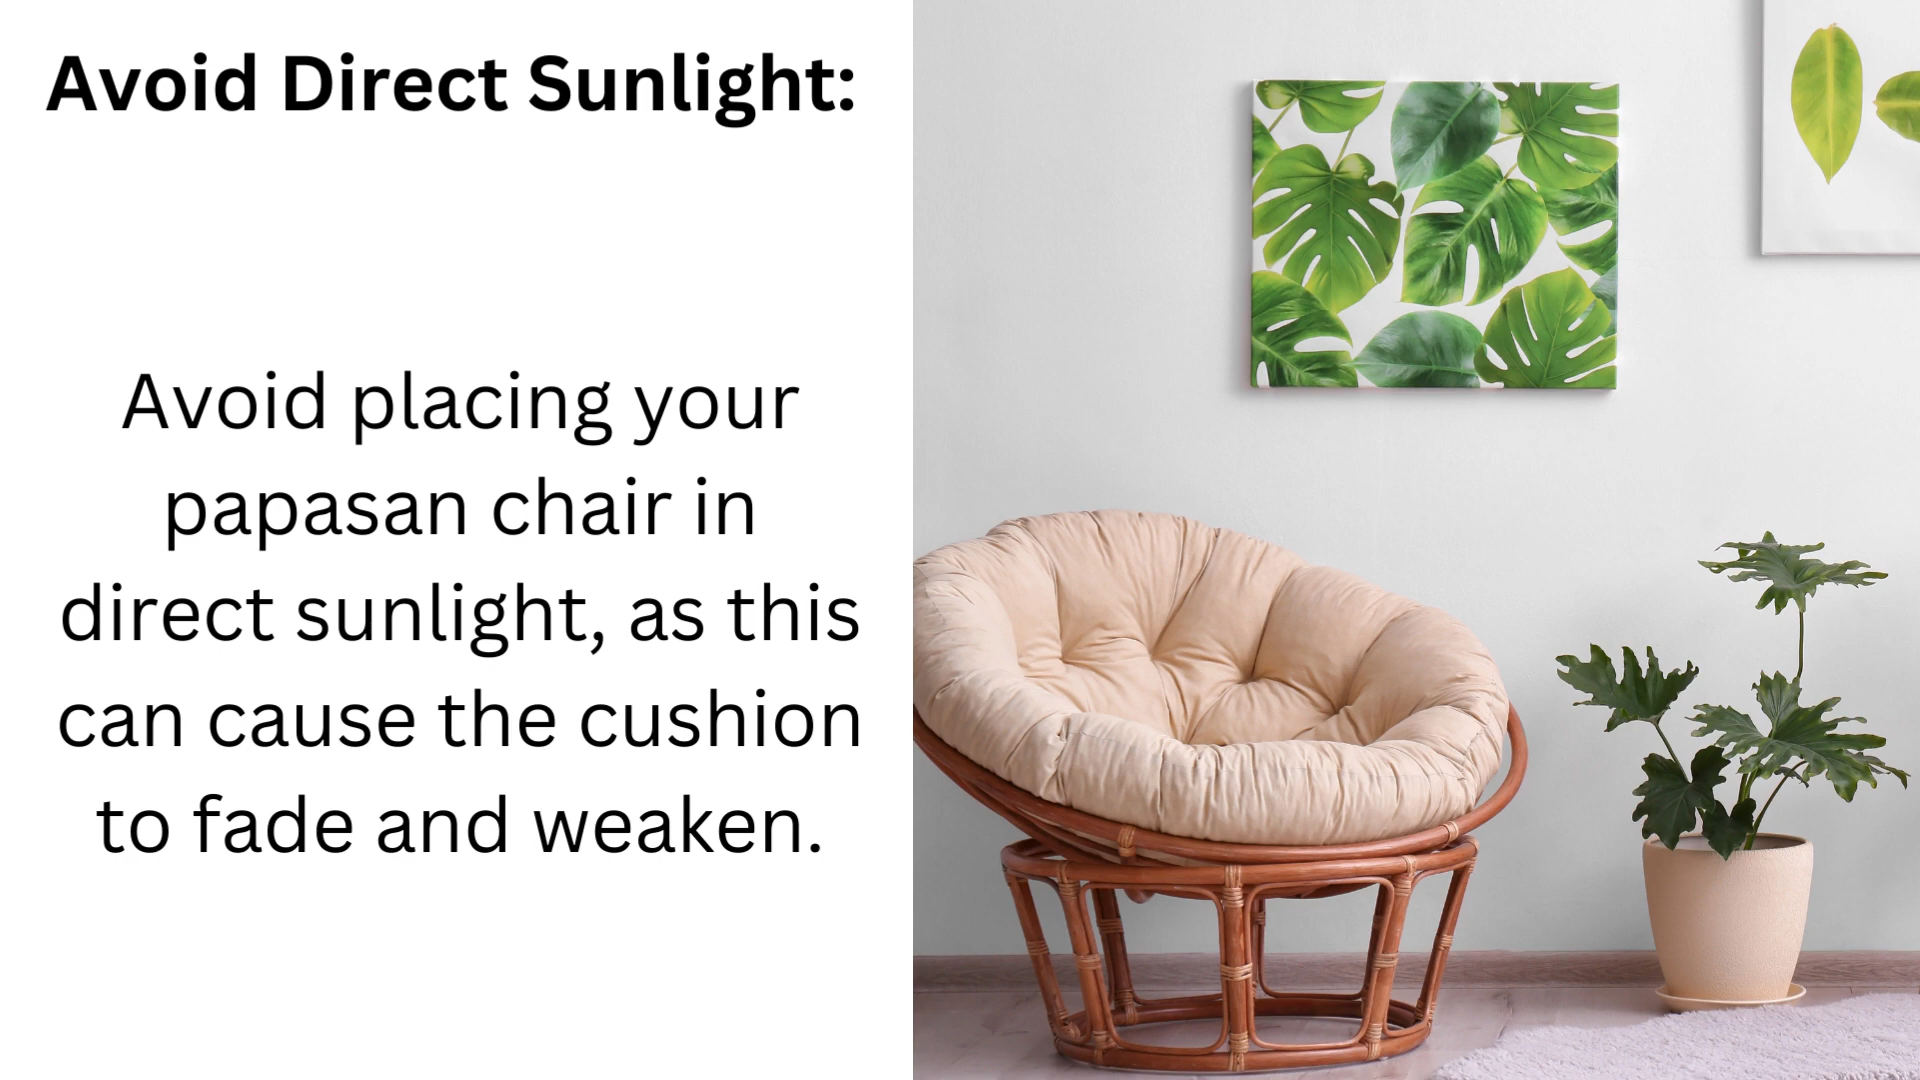 Avoid Direct Sunlight:
Avoid placing your
papasan chair in
direct sunlight, as this
can cause the cushion
to fade and weaken.